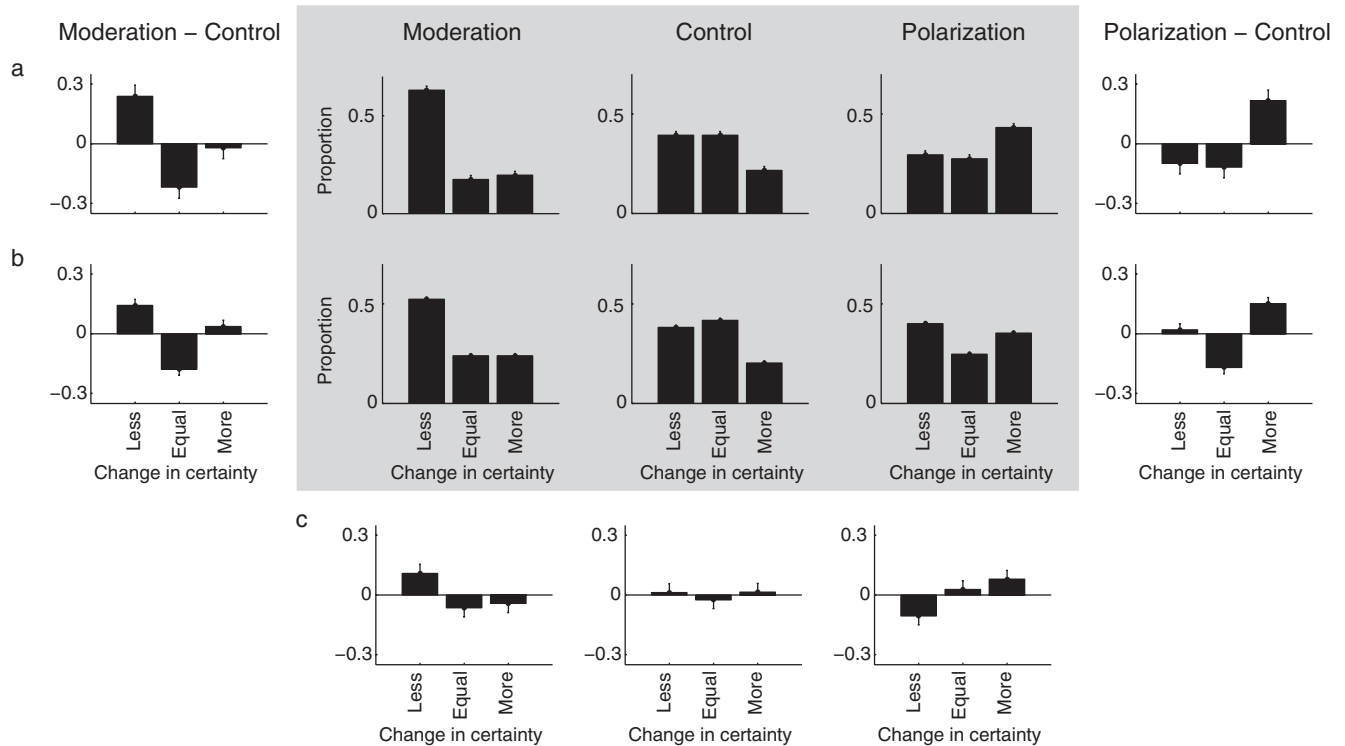 Moderation – Control Moderation Control Polarization Polarization – Control
a
0.3
0
–0.3
Proportion
0.5
0
0.5
0
0.5
0
0.3
0
–0.3
b
0.3
0
–0.3
Less Equal More
Change in certainty
Proportion
0.5
0
Less Equal More
Change in certainty
0.5
0
Less Equal More
Change in certainty
0.5
0
Less Equal More
Change in certainty
0.3
0
–0.3
Less Equal More
Change in certainty
c
0.3
0
–0.3
Less Equal More
Change in certainty
0.3
0
–0.3
Less Equal More
Change in certainty
0.3
0
–0.3
Less Equal More
Change in certainty